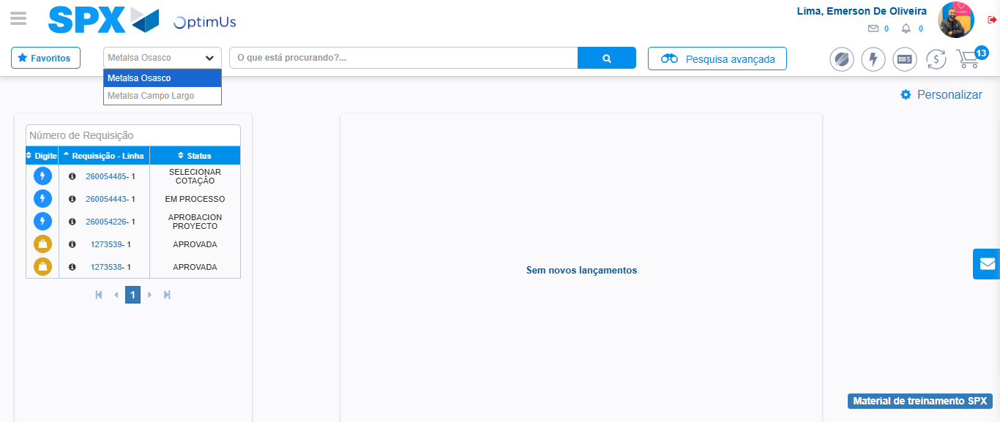 SPX OptimUs
Lima, Emerson De Oliveira
0 0
Favoritos
Metalsa Osasco
O que está procurando?...
Pesquisa avançada
13
Metalsa Osasco
Metalsa Campo Largo
Personalizar
Número de Requisição
Digite Requisição - Linha Status
260054485- 1 SELECIONAR
COTAÇÃO
260054443- 1 EM PROCESSO
260054226- 1 APROBACION
PROYECTO
1273539- 1 APROVADA
1273538- 1 APROVADA
1
Sem novos lançamentos
Material de treinamento SPX